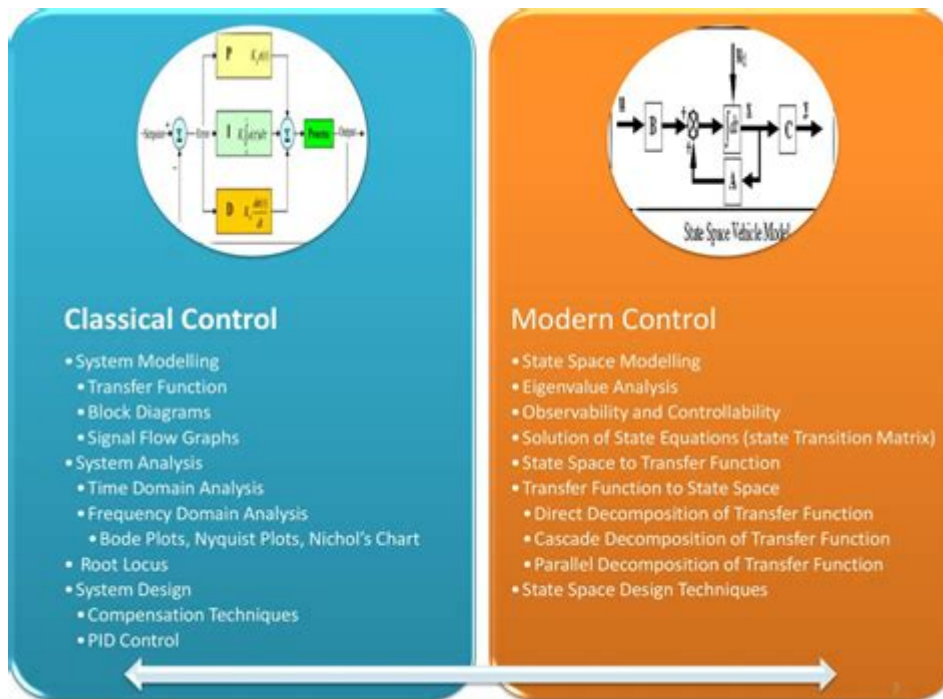 P
I
D
Setpoint
Error
Σ
Σ
Process
Output
Classical Control
•System Modelling
•Transfer Function
•Block Diagrams
•Signal Flow Graphs
•System Analysis
•Time Domain Analysis
•Frequency Domain Analysis
•Bode Plots, Nyquist Plots, Nichol's Chart
• Root Locus
•System Design
•Compensation Techniques
•PID Control
u
B
C
A
State Space Vehicle Model
Modern Control
•State Space Modelling
•Eigenvalue Analysis
•Observability and Controllability
•Solution of State Equations (state Transition Matrix)
•State Space to Transfer Function
•Transfer Function to State Space
•Direct Decomposition of Transfer Function
•Cascade Decomposition of Transfer Function
•Parallel Decomposition of Transfer Function
•State Space Design Techniques